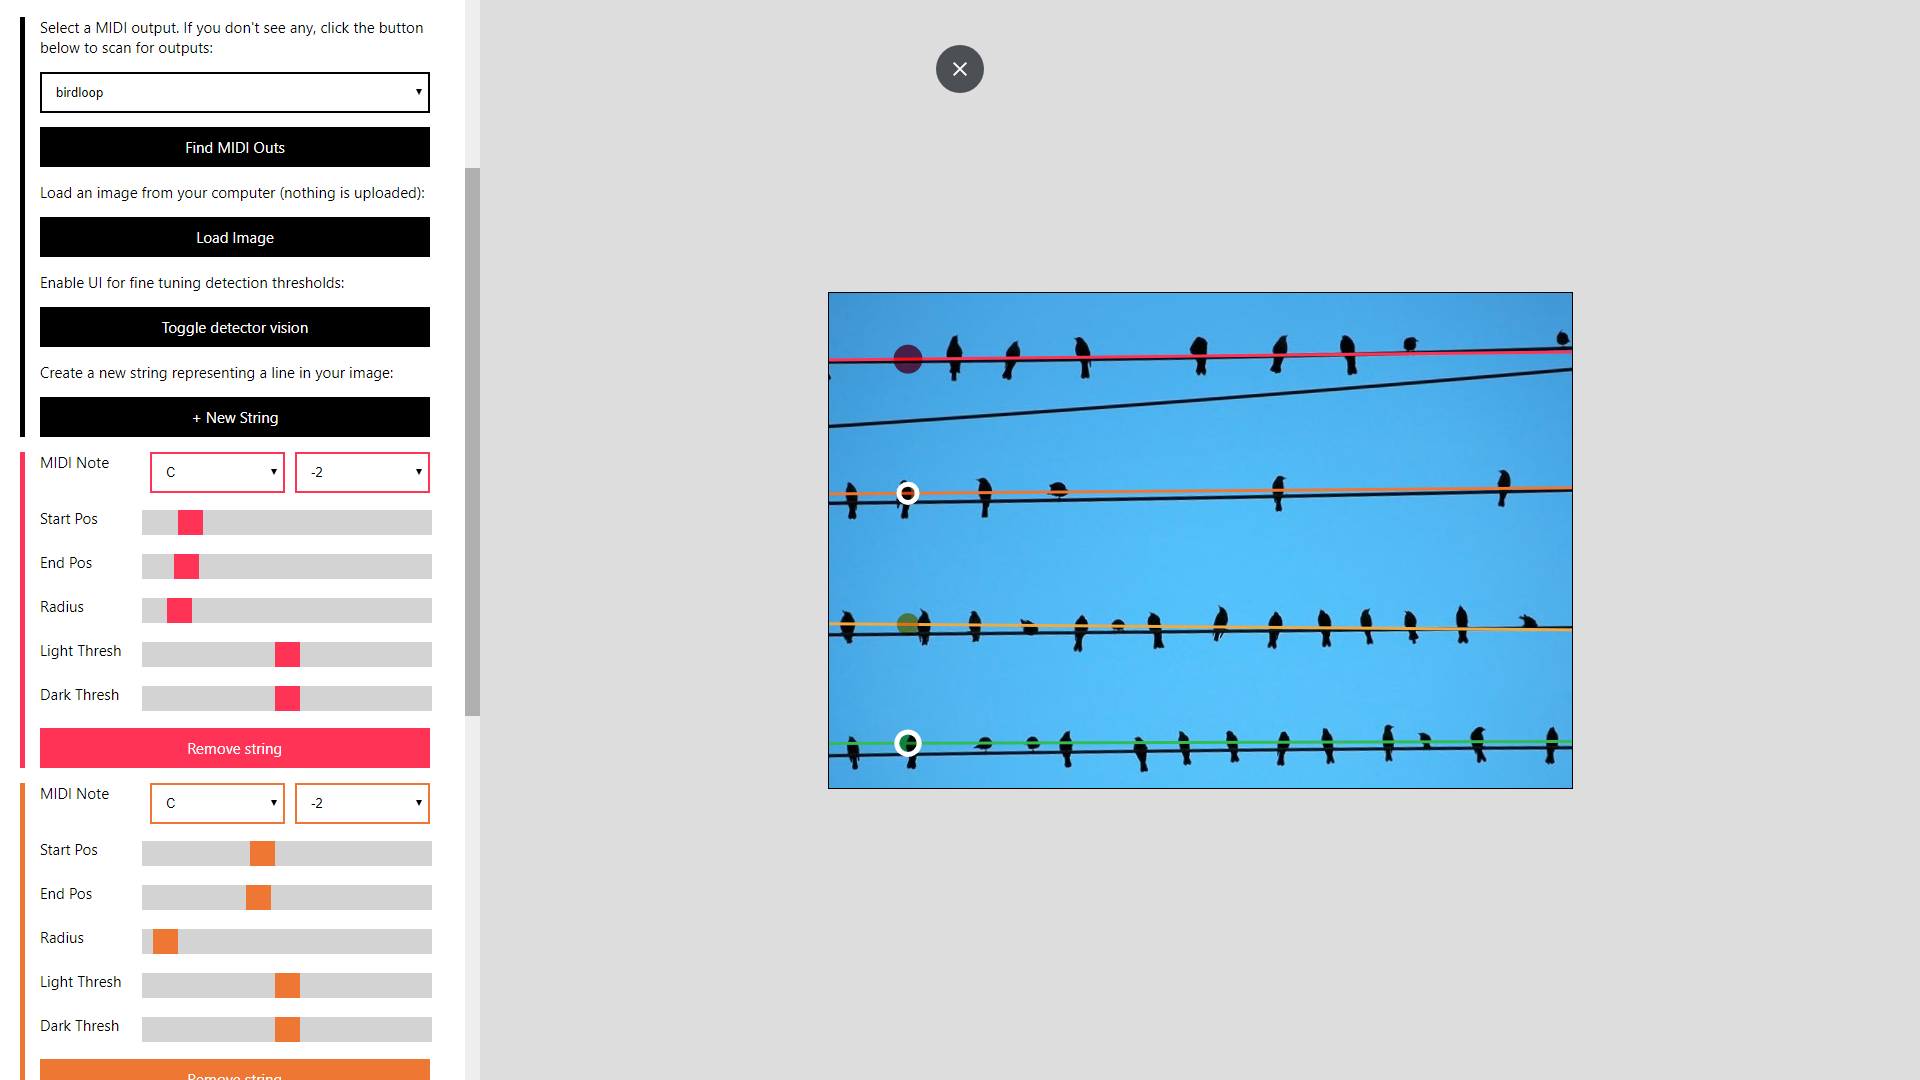 Select a MIDI output. If you don't see any, click the button
below to scan for outputs:
birdloop
Find MIDI Outs
Load an image from your computer (nothing is uploaded):
Load Image
Enable UI for fine tuning detection thresholds:
Toggle detector vision
Create a new string representing a line in your image:
+ New String
MIDI Note C -2
Start Pos
End Pos
Radius
Light Thresh
Dark Thresh
Remove string
MIDI Note C -2
Start Pos
End Pos
Radius
Light Thresh
Dark Thresh
Remove string